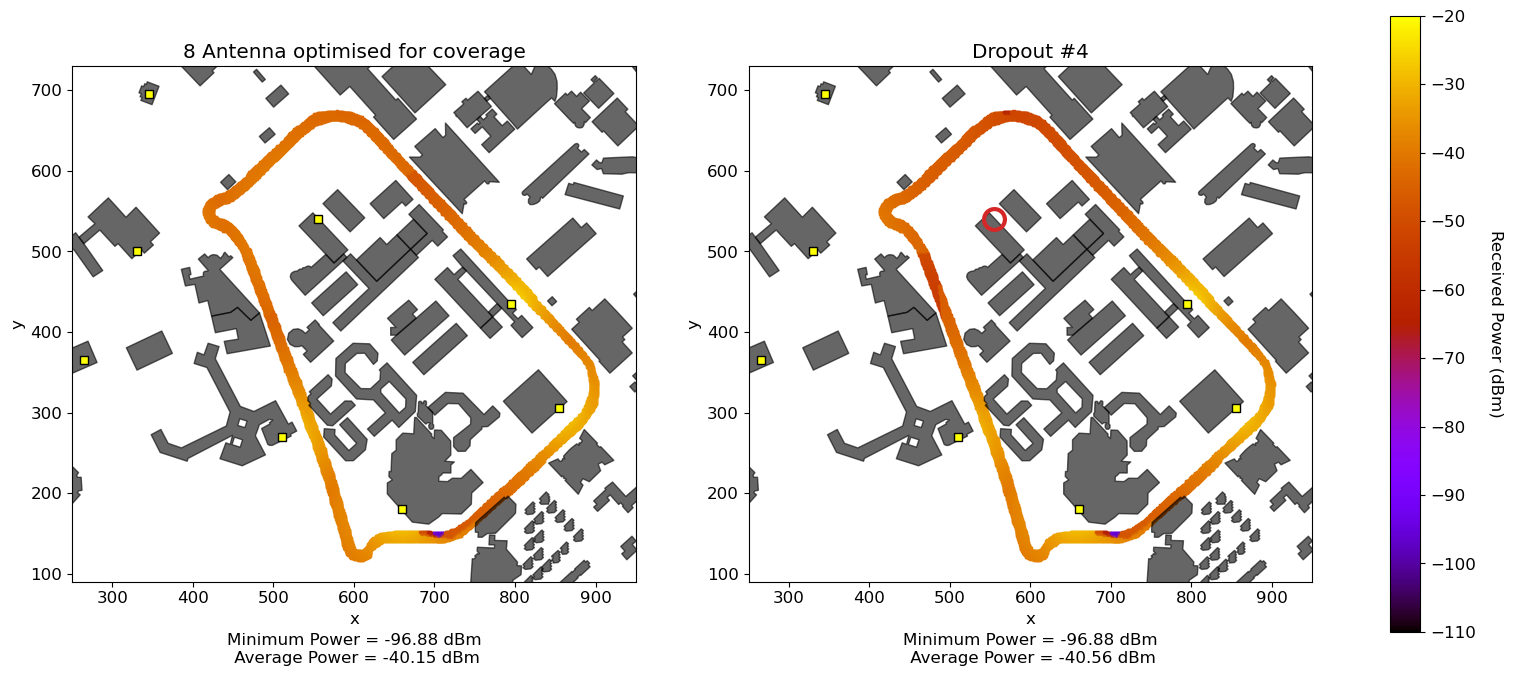 8 Antenna optimised for coverage
700
600
500
400
300
200
100
y
300 400 500 600 700 800 900
x
Minimum Power = -96.88 dBm
Average Power = -40.15 dBm
Dropout #4
700
600
500
400
300
200
100
y
300 400 500 600 700 800 900
x
Minimum Power = -96.88 dBm
Average Power = -40.56 dBm
−20
−30
−40
−50
−60
−70
−80
−90
−100
−110
Received Power (dBm)